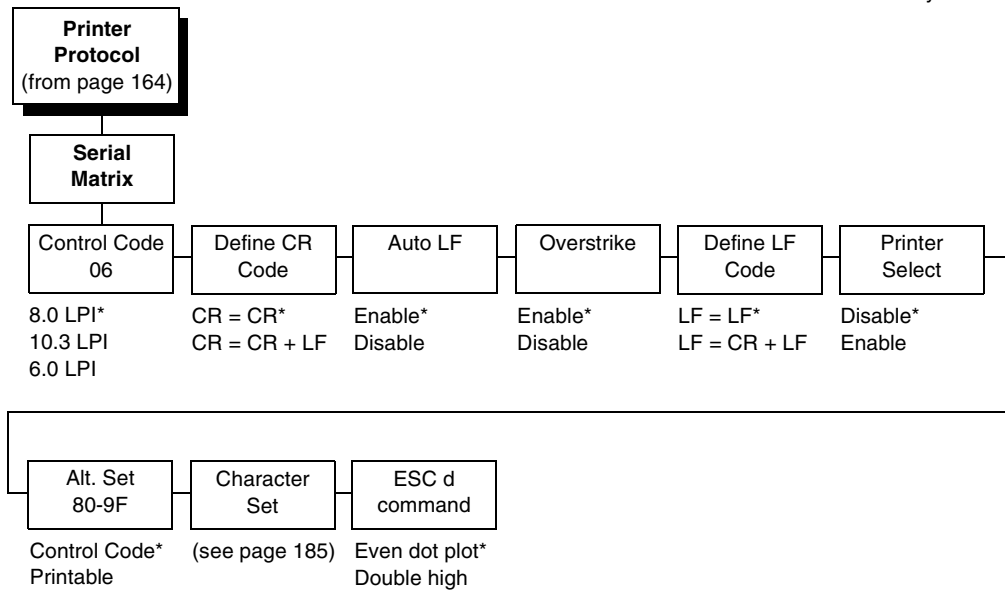 Printer
Protocol
(from page 164)
Serial
Matrix
Control Code
06
8.0 LPI*
10.3 LPI
6.0 LPI
Define CR
Code
CR = CR*
CR = CR + LF
Auto LF
Enable*
Disable
Overstrike
Enable*
Disable
Define LF
Code
LF = LF*
LF = CR + LF
Printer
Select
Disable*
Enable
Alt. Set
80-9F
Control Code*
Printable
Character
Set
(see page 185)
ESC d
command
Even dot plot*
Double high